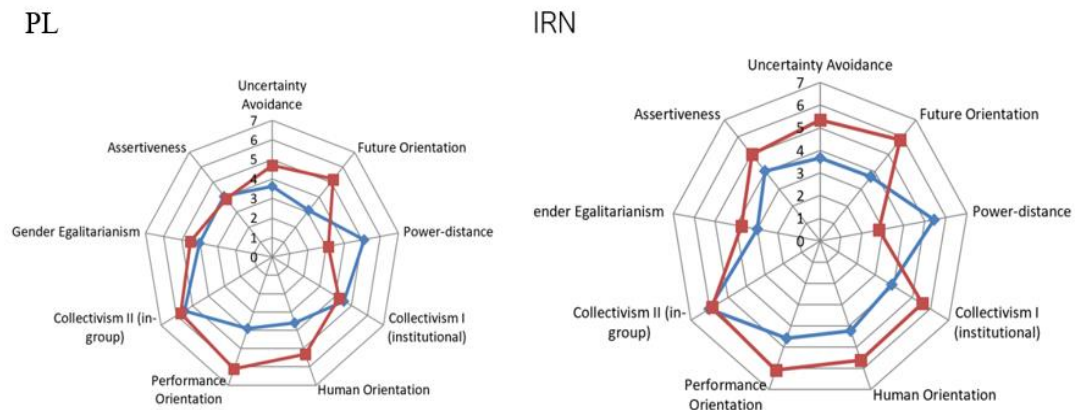 PL
Uncertainty
Avoidance
7
6
5
4
3
2
1
0
Assertiveness
Future Orientation
Gender Egalitarianism
Power-distance
Collectivism II (in-
group)
Collectivism I
(institutional)
Performance
Orientation
Human Orientation
IRN
Uncertainty Avoidance
7
6
5
4
3
2
1
0
Assertiveness
Future Orientation
ender Egalitarianism
Power-distance
Collectivism II (in-
group)
Collectivism I
(institutional)
Performance
Orientation
Human Orientation